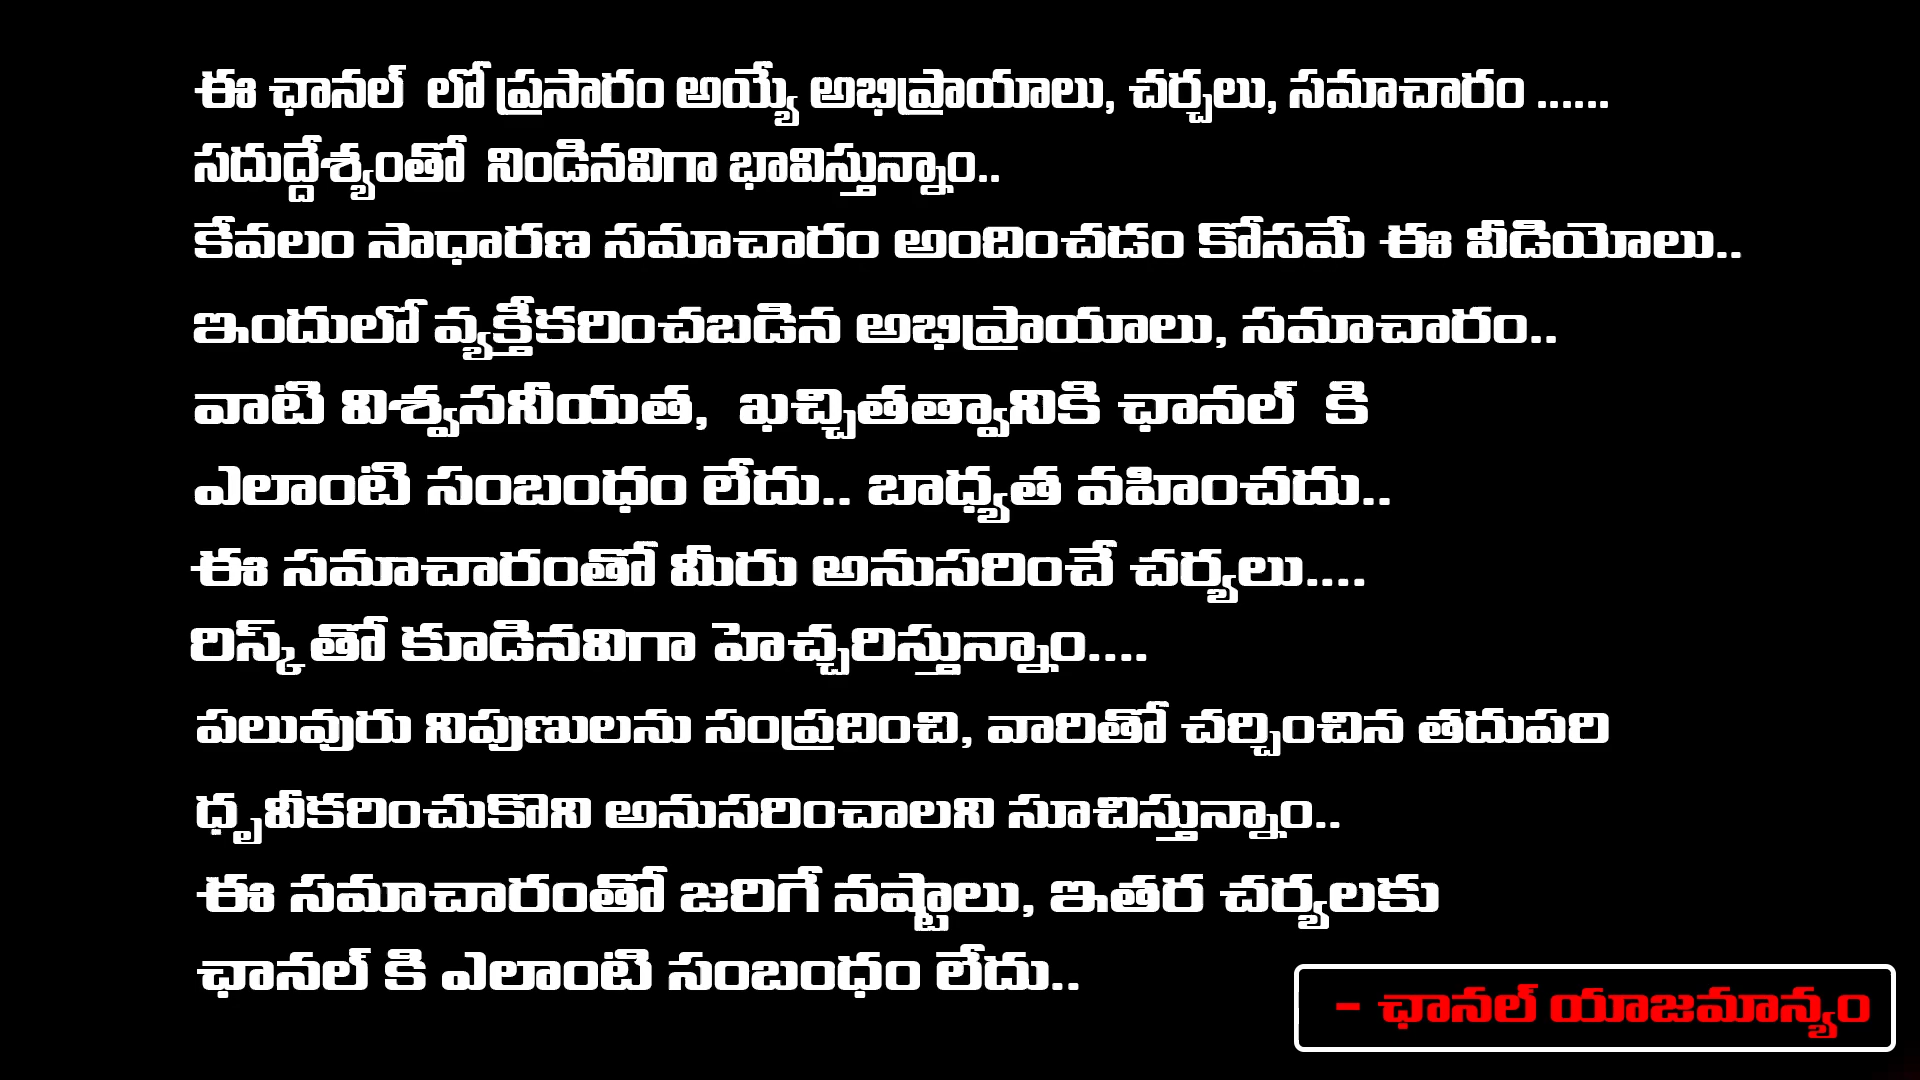 ఈ ఛానల్ లో ప్రసారం అయ్యే అభిప్రాయాలు, చర్చలు, సమాచారం ......
సదుద్దేశ్యంతో నిండినవిగా భావిస్తున్నాం..
కేవలం సాధారణ సమాచారం అందించడం కోసమే ఈ వీడియోలు..
ఇందులో వ్యక్తీకరించబడిన అభిప్రాయాలు, సమాచారం..
వాటి విశ్వసనీయత, ఖచ్చితత్వానికి ఛానల్ కి
ఎలాంటి సంబంధం లేదు.. బాధ్యత వహించదు..
ఈ సమాచారంతో మీరు అనుసరించే చర్యలు....
రిస్క్ తో కూడినవిగా హెచ్చరిస్తున్నాం....
పలువురు నిపుణులను సంప్రదించి, వారితో చర్చించిన తదుపరి
ధృవీకరించుకొని అనుసరించాలని సూచిస్తున్నాం..
ఈ సమాచారంతో జరిగే నష్టాలు, ఇతర చర్యలకు
ఛానల్ కి ఎలాంటి సంబంధం లేదు..
- ఛానల్ యాజమాన్యం